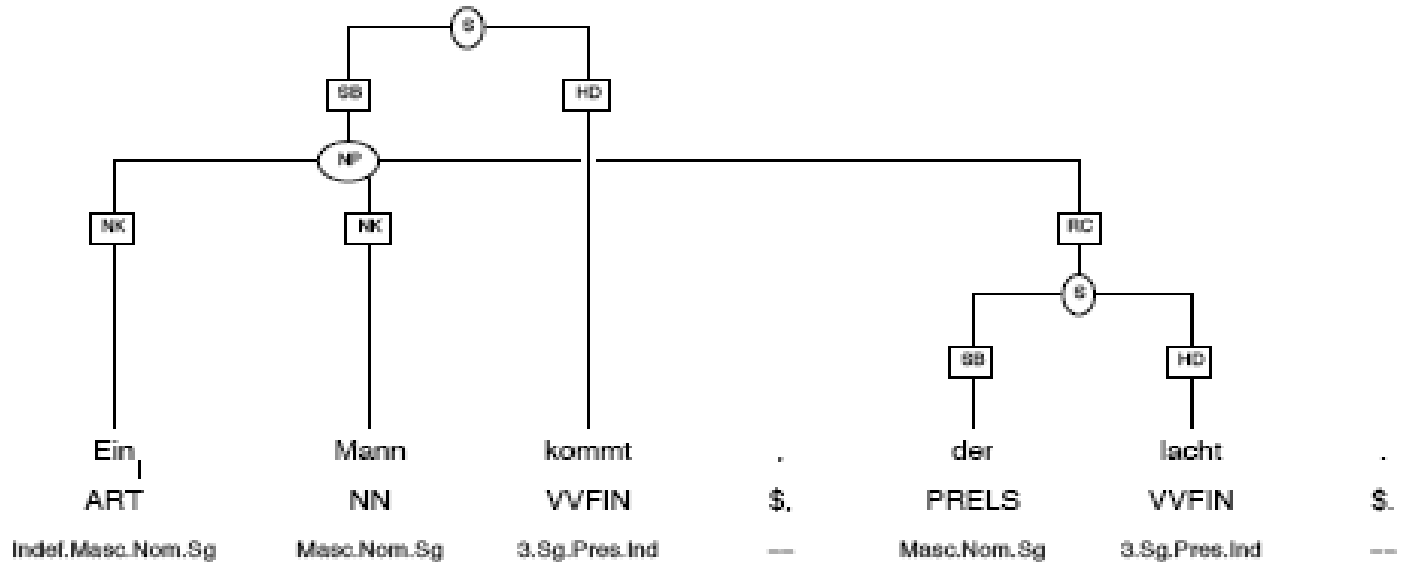 S
SB HD
NP
NK NK RC
S
SB HD
Ein Mann kommt , der lacht .
ART NN VVFIN $, PRELS VVFIN $.
Indef.Masc.Nom.Sg Masc.Nom.Sg 3.Sg.Pres.Ind -- Masc.Nom.Sg 3.Sg.Pres.Ind --